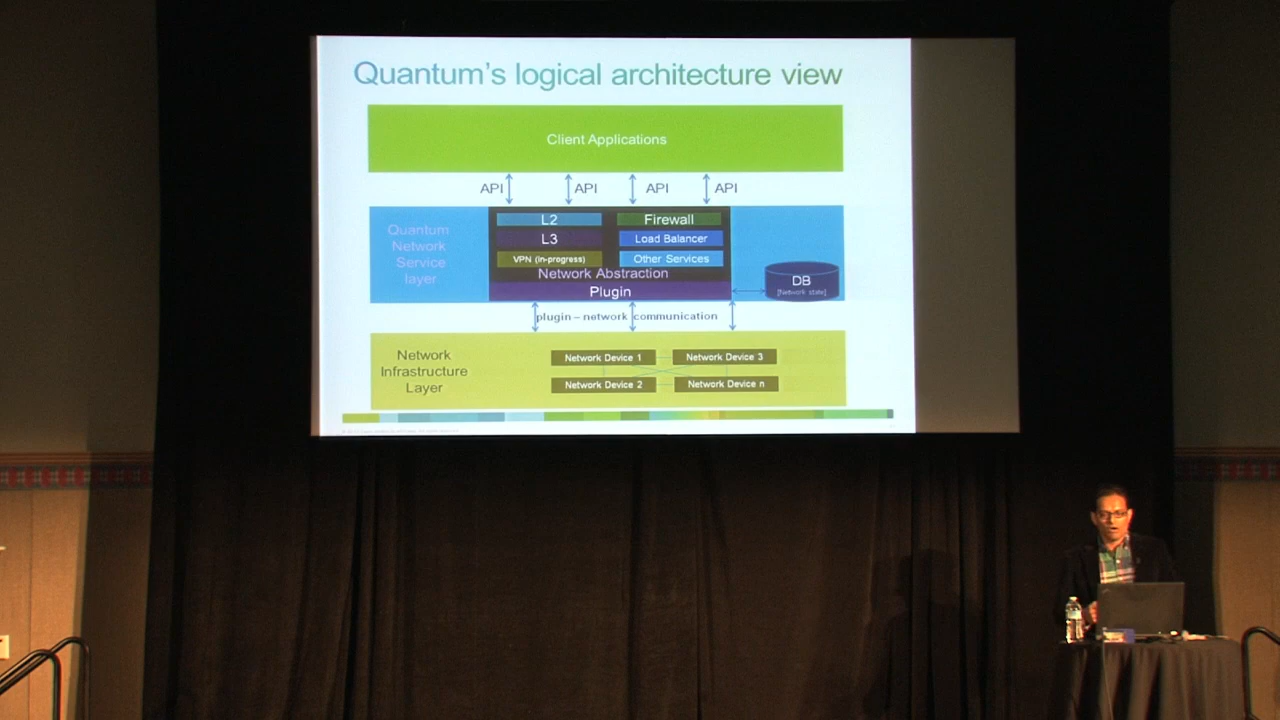 Quantum's logical architecture view
Client Applications
API API API API
Quantum
Network
Service
layer
L2
L3
VPN (in-progress)
Firewall
Load Balancer
Other Services
Network Abstraction
Plugin
DB
[Network state]
plugin – network communication
Network
Infrastructure
Layer
Network Device 1
Network Device 3
Network Device 2
Network Device n